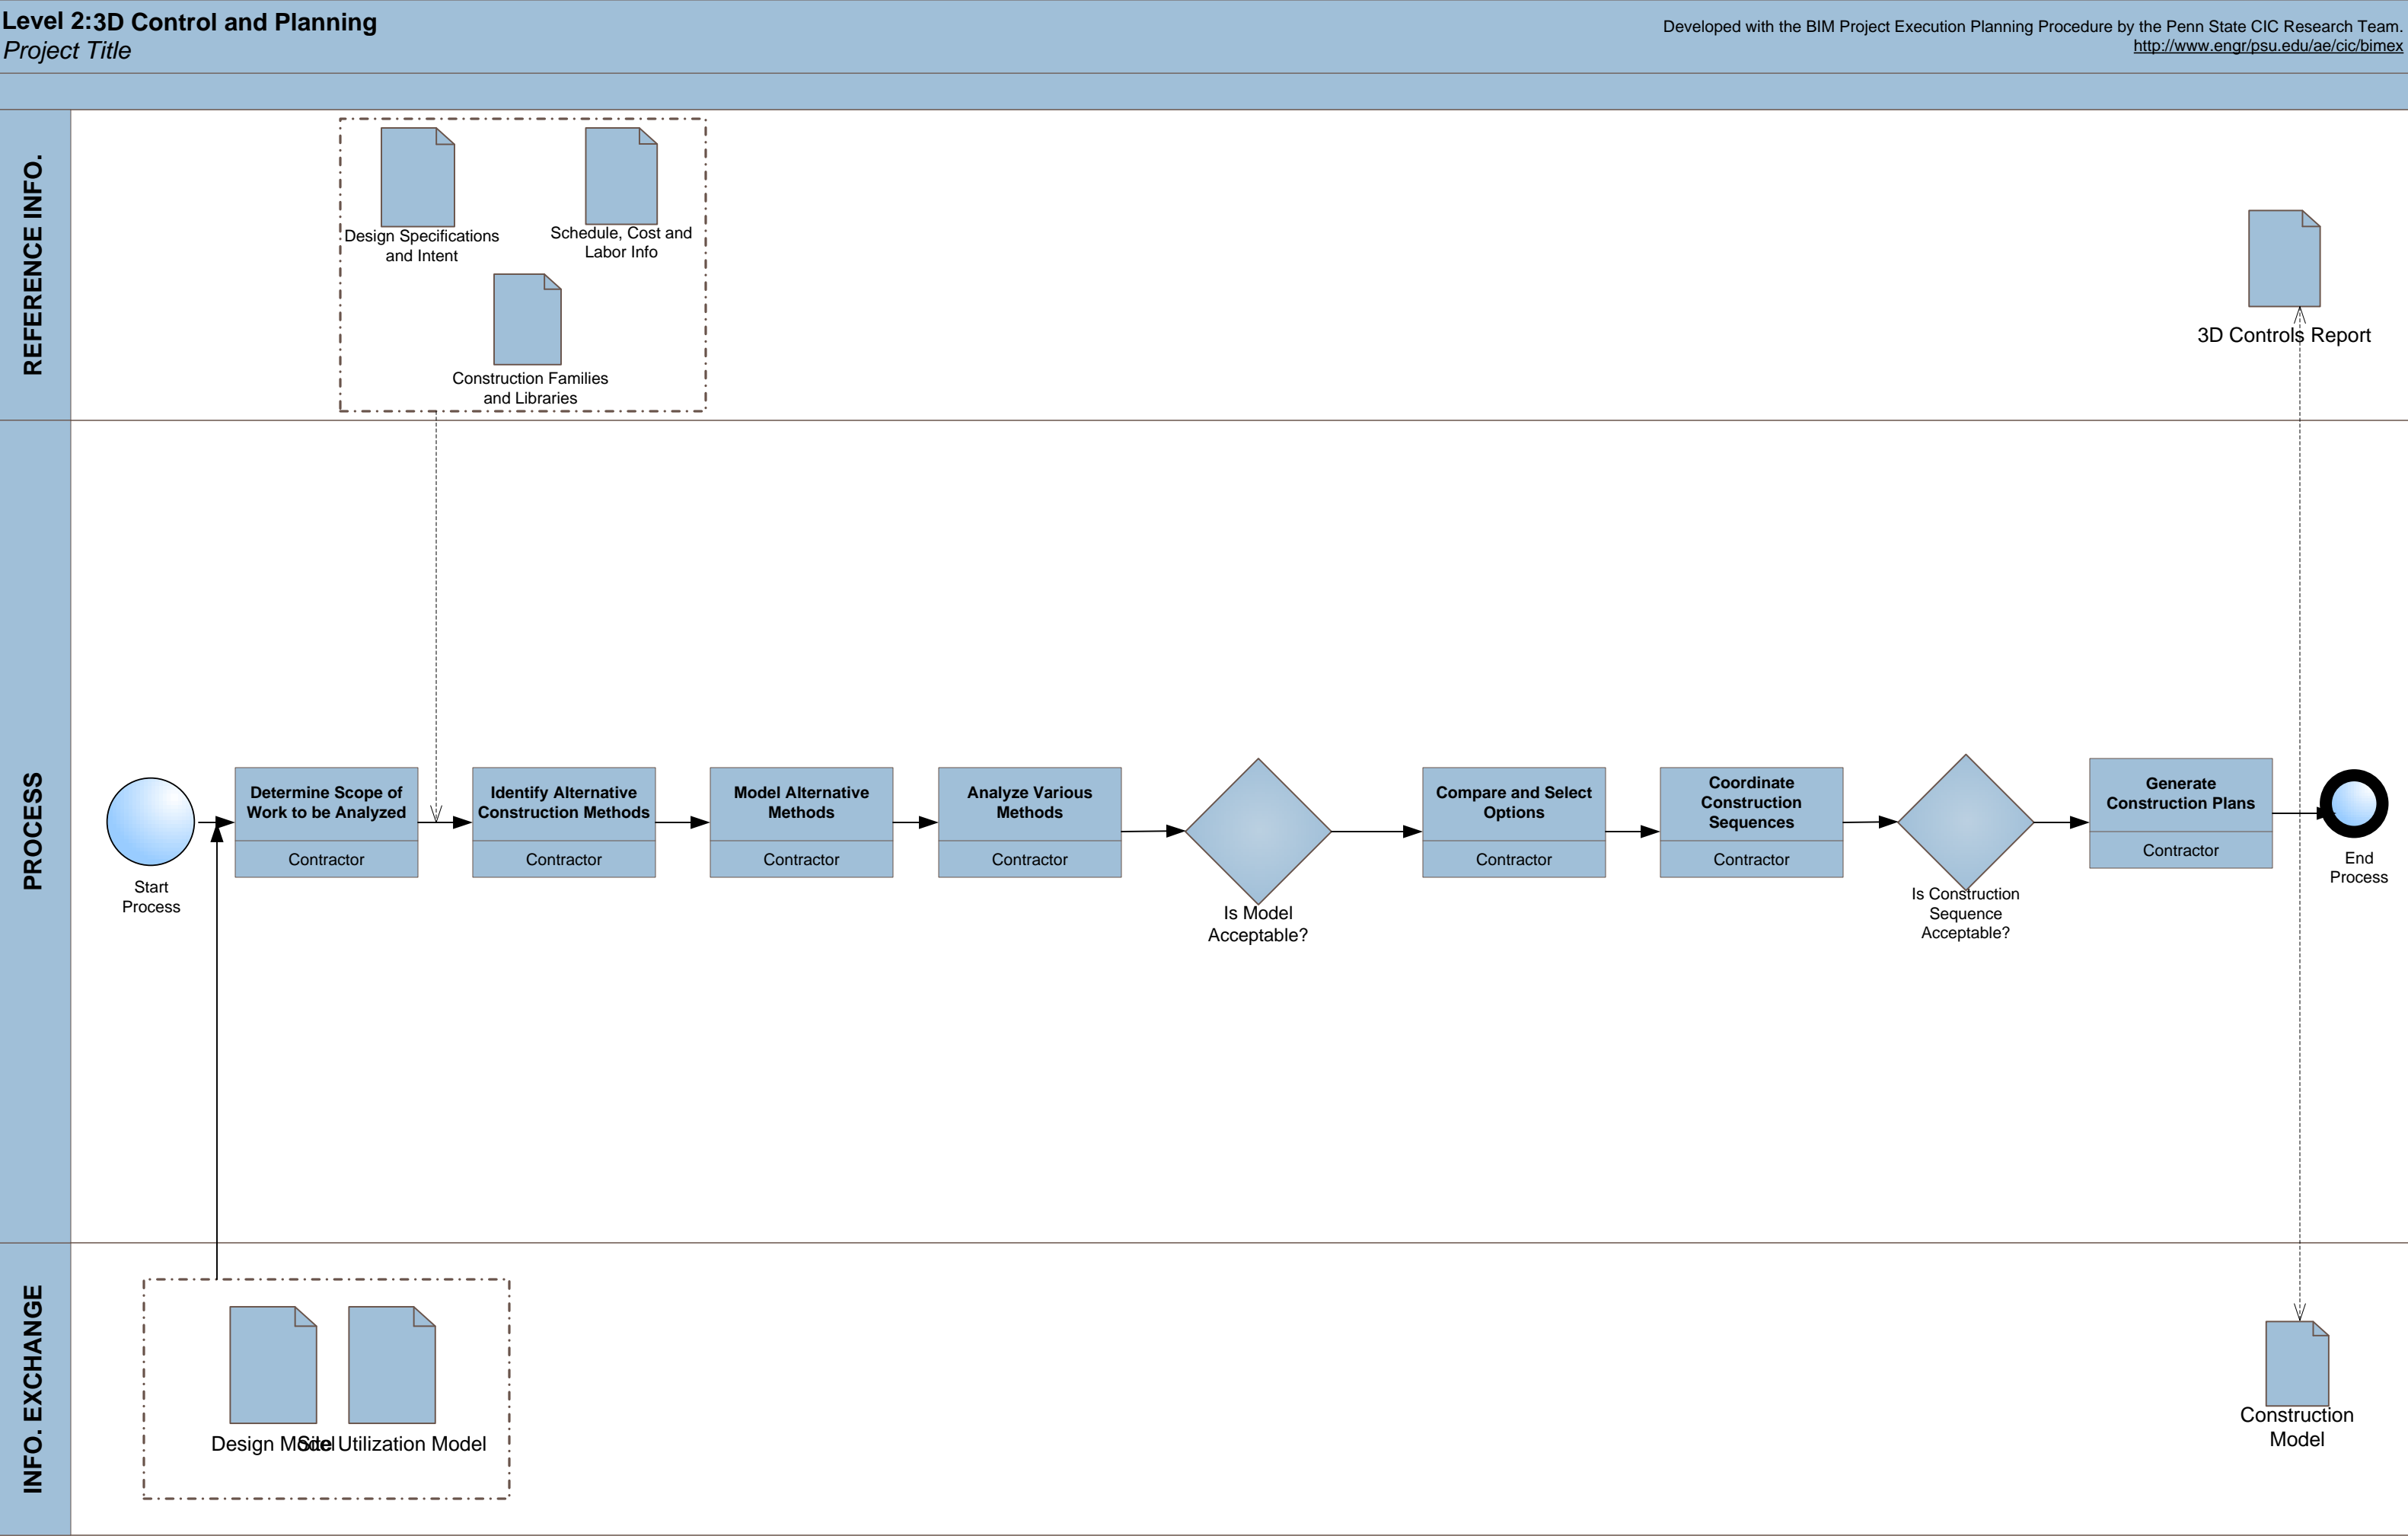 Level 2:3D Control and Planning
Project Title
Developed with the BIM Project Execution Planning Procedure by the Penn State CIC Research Team.
http://www.engr/psu.edu/ae/cic/bimex
REFERENCE INFO.
Design Specifications
and Intent
Schedule, Cost and
Labor Info
Construction Families
and Libraries
3D Controls Report
PROCESS
Start
Process
Determine Scope of
Work to be Analyzed
Contractor
Identify Alternative
Construction Methods
Contractor
Model Alternative
Methods
Contractor
Analyze Various
Methods
Contractor
Is Model
Acceptable?
Compare and Select
Options
Contractor
Coordinate
Construction
Sequences
Contractor
Is Construction
Sequence
Acceptable?
Generate
Construction Plans
Contractor
End
Process
INFO. EXCHANGE
Design Model
Site Utilization Model
Construction
Model